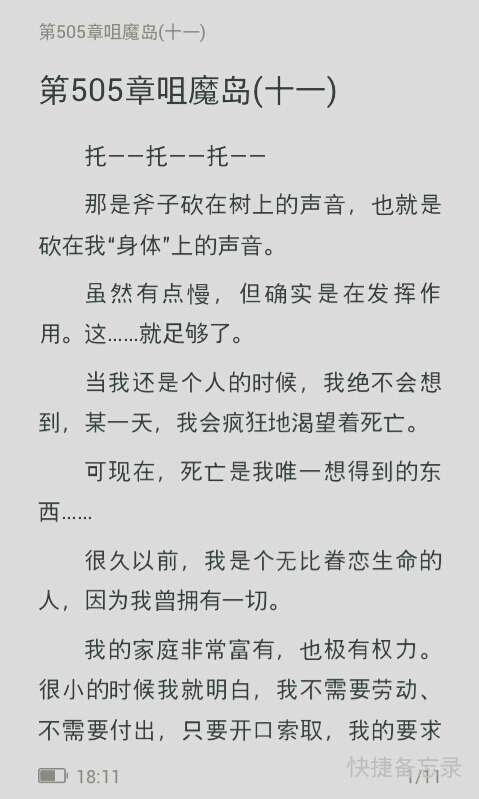 第505章咀魔岛(十一)
第505章咀魔岛(十一)
托——托——托——
那是斧子砍在树上的声音，也就是
砍在我“身体”上的声音。
虽然有点慢，但确实是在发挥作
用。这……就足够了。
当我还是个人的时候，我绝不会想
到，某一天，我会疯狂地渴望着死亡。
可现在，死亡是我唯一想得到的东
西……
很久以前，我是个无比眷恋生命的
人，因为我曾拥有一切。
我的家庭非常富有，也极有权力。
很小的时候我就明白，我不需要劳动、
不需要付出，只要开口索取，我的要求
快捷备忘录
18:11
1/11